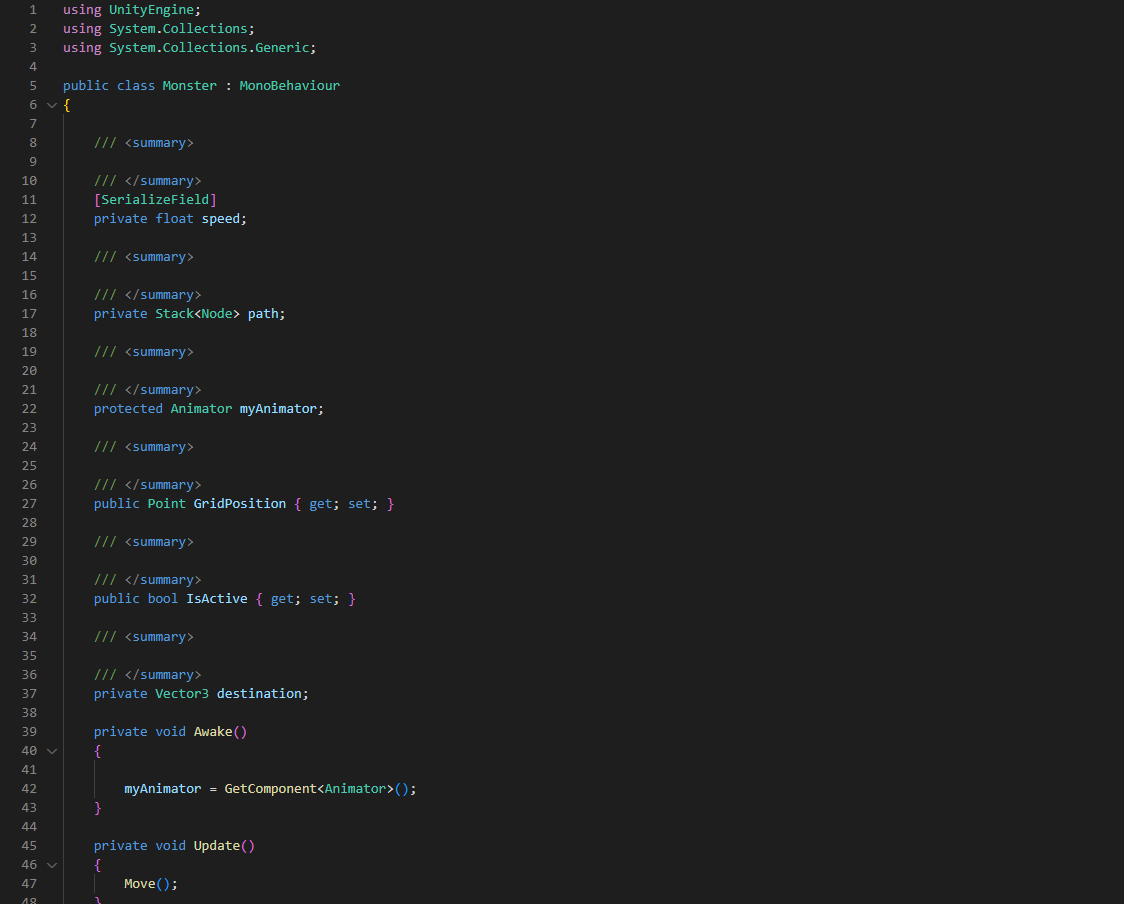 1 using UnityEngine;
2 using System.Collections;
3 using System.Collections.Generic;
4
5 public class Monster : MonoBehaviour
6 {
7
8 /// <summary>
9
10 /// </summary>
11 [SerializeField]
12 private float speed;
13
14 /// <summary>
15
16 /// </summary>
17 private Stack<Node> path;
18
19 /// <summary>
20
21 /// </summary>
22 protected Animator myAnimator;
23
24 /// <summary>
25
26 /// </summary>
27 public Point GridPosition { get; set; }
28
29 /// <summary>
30
31 /// </summary>
32 public bool IsActive { get; set; }
33
34 /// <summary>
35
36 /// </summary>
37 private Vector3 destination;
38
39 private void Awake()
40 {
41
42 myAnimator = GetComponent<Animator>();
43 }
44
45 private void Update()
46 {
47 Move();
48 }